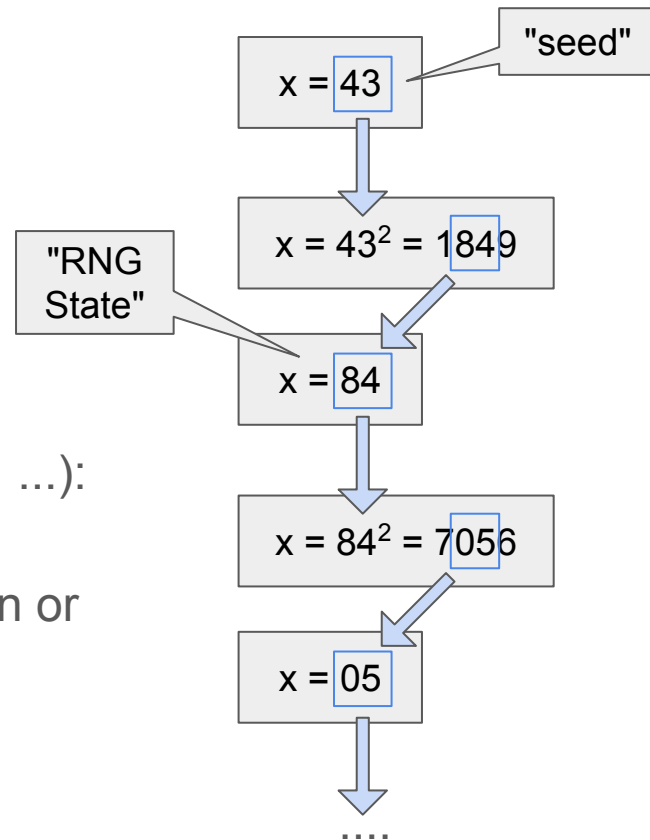 "seed"
x = 43
x = 43² = 1849
"RNG
State"
x = 84
...):
x = 84² = 7056
n or
x = 05
....